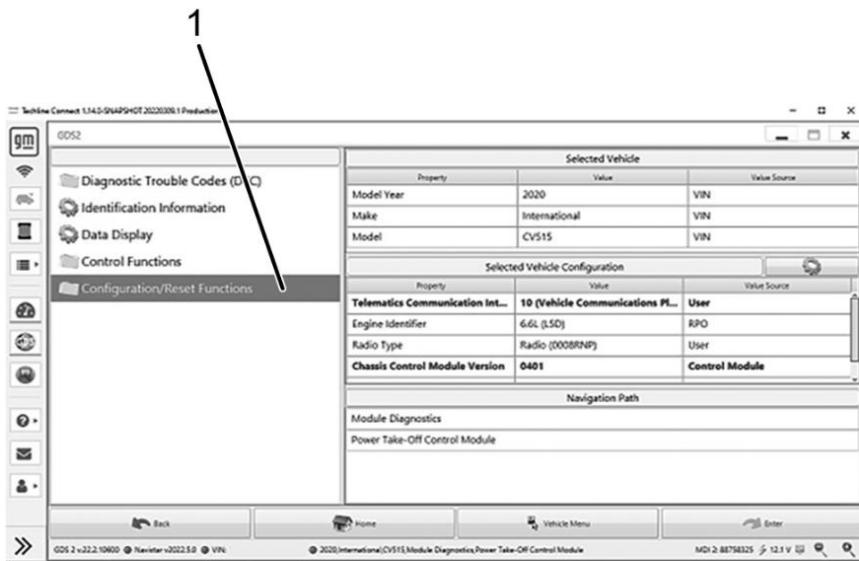 1
Techline Connect 1.14.0-SNAPSHOT 20220309.1 Production
gm
GDS2
Diagnostic Trouble Codes (DTC)
Identification Information
Data Display
Control Functions
Configuration/Reset Functions
Selected Vehicle
Property Value Value Source
Model Year 2020 VIN
Make International VIN
Model CV515 VIN
Selected Vehicle Configuration
Property Value Value Source
Telematics Communication Int... 10 (Vehicle Communications Pl... User
Engine Identifier 6.6L (L5D) RPO
Radio Type Radio (0008RNP) User
Chassis Control Module Version 0401 Control Module
Navigation Path
Module Diagnostics
Power Take-Off Control Module
Back Home Vehicle Menu Enter
GDS 2 v.22.2.10600 Navistar v2022.5.0 VIN: 2020,International,CV515,Module Diagnostics,Power Take-Off Control Module MDI 2: 88758325 12.1 V